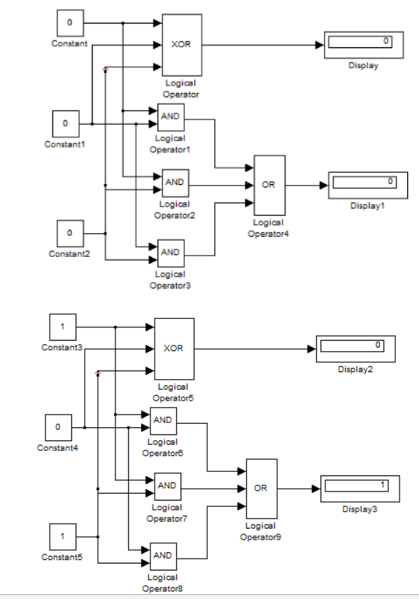 0
Constant
XOR
Logical
Operator
0
Display
0
Constant1
AND
Logical
Operator1
AND
Logical
Operator2
OR
Logical
Operator4
0
Display1
0
Constant2
AND
Logical
Operator3
1
Constant3
XOR
Logical
Operator5
0
Display2
0
Constant4
AND
Logical
Operator6
AND
Logical
Operator7
OR
Logical
Operator9
1
Display3
1
Constant5
AND
Logical
Operator8